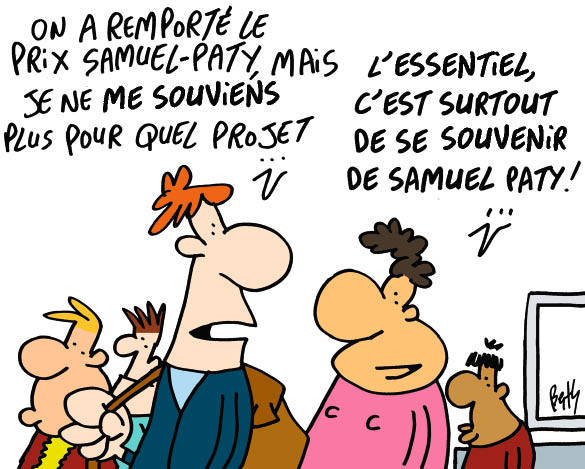 ON A REMPORTÉ LE
PRIX SAMUEL-PATY, MAIS
JE NE ME SOUVIENS
PLUS POUR QUEL PROJET
...
L'ESSENTIEL,
C'EST SURTOUT
DE SE SOUVENIR
DE SAMUEL PATY!
...